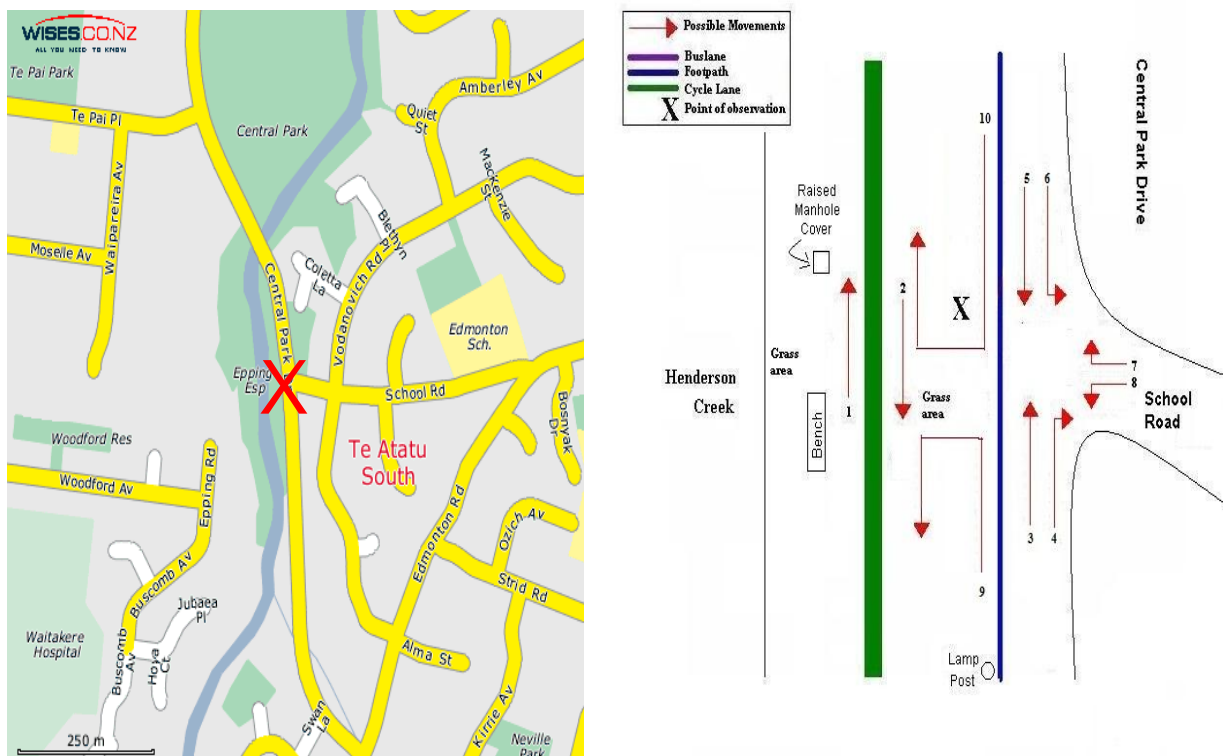 WISES.CO.NZ
ALL YOU NEED TO KNOW
Te Pai Park
Te Pai Pl
Waipareira Av
Moselle Av
Central Park
Amberley Av
Quiet
St
MacKenzie
St
Blethyn
Pl
Coletta
La
Vodanovich Rd
Central Park
Edmonton
Sch.
Epping
Esp
School Rd
Bosnyak
Dr
Woodford Res
Woodford Av
Epping Rd
Te Atatu
South
Edmonton Rd
Ozich Av
Strid Rd
Buscomb Av
Jubaea
Pl
Buscomb
Av
Hoya
Ct
Waitakere
Hospital
Alma St
Swan
La
Kirrie Av
Neville
Park
250 m
Possible Movements
Buslane
Footpath
Cycle Lane
X Point of observation
Central Park Drive
10
Raised
Manhole
Cover
5 6
2
X
Grass
area
Henderson
Creek
Bench
1
Grass
area
7
8
School
Road
3 4
9
Lamp
Post